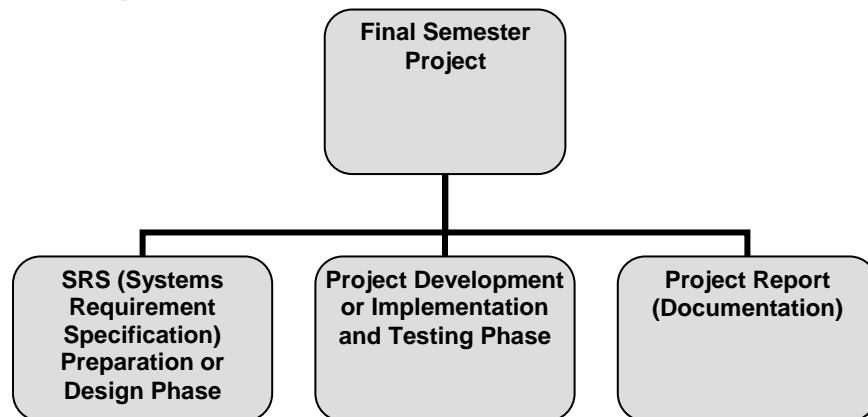 Final Semester
Project
SRS (Systems
Requirement
Specification)
Preparation or
Design Phase
Project Development
or Implementation
and Testing Phase
Project Report
(Documentation)